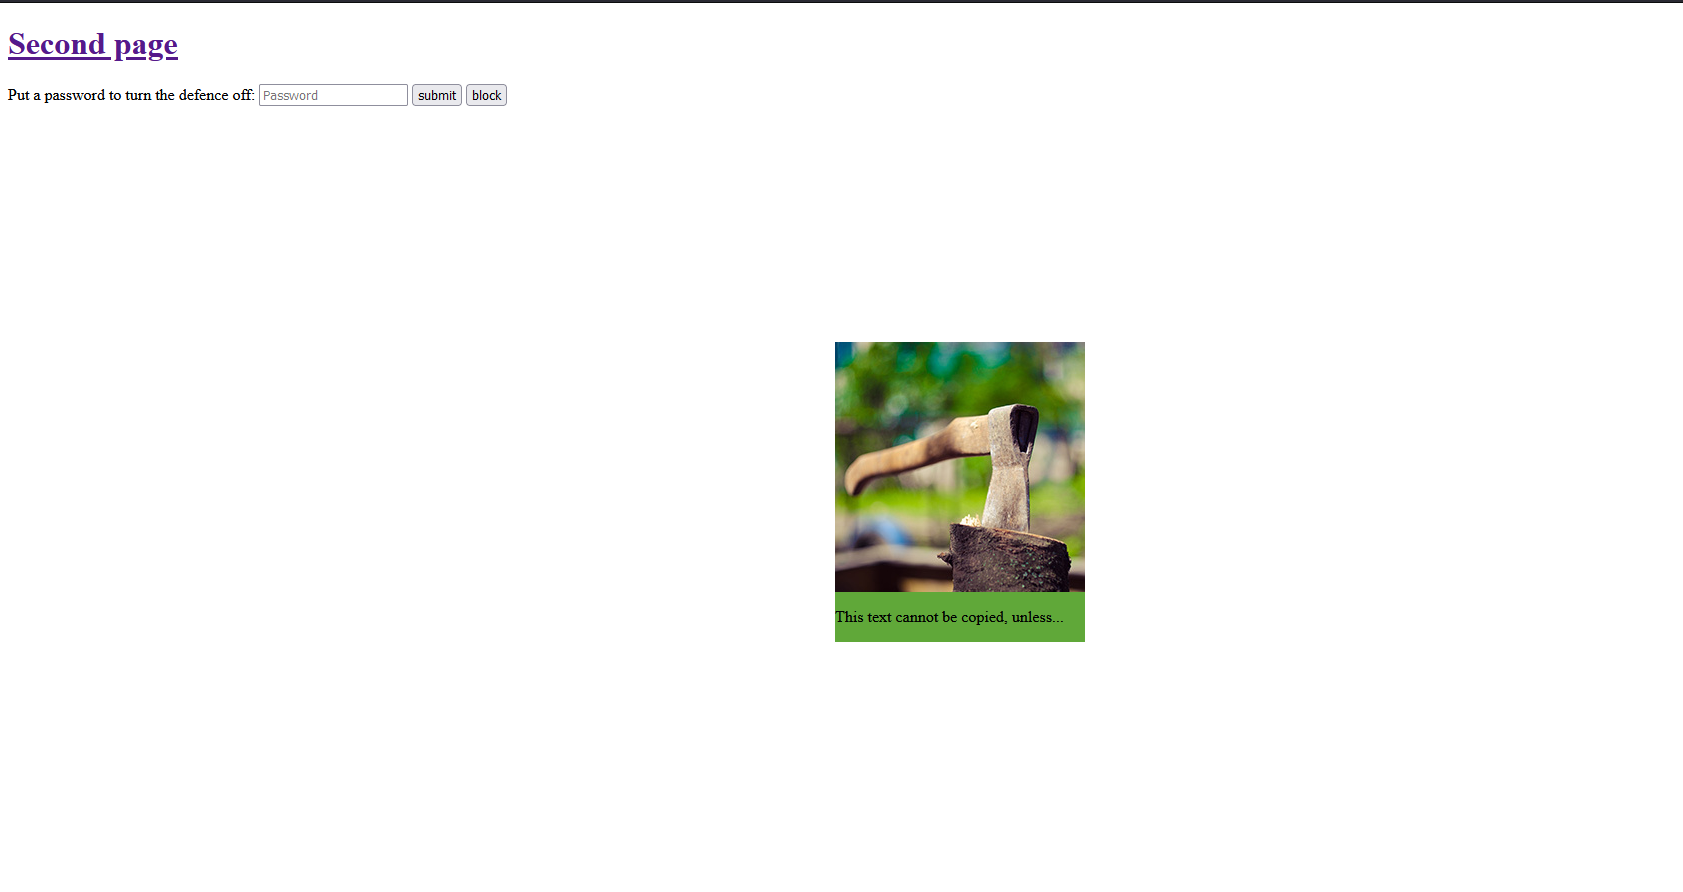 Second page
Put a password to turn the defence off: Password submit block
This text cannot be copied, unless...